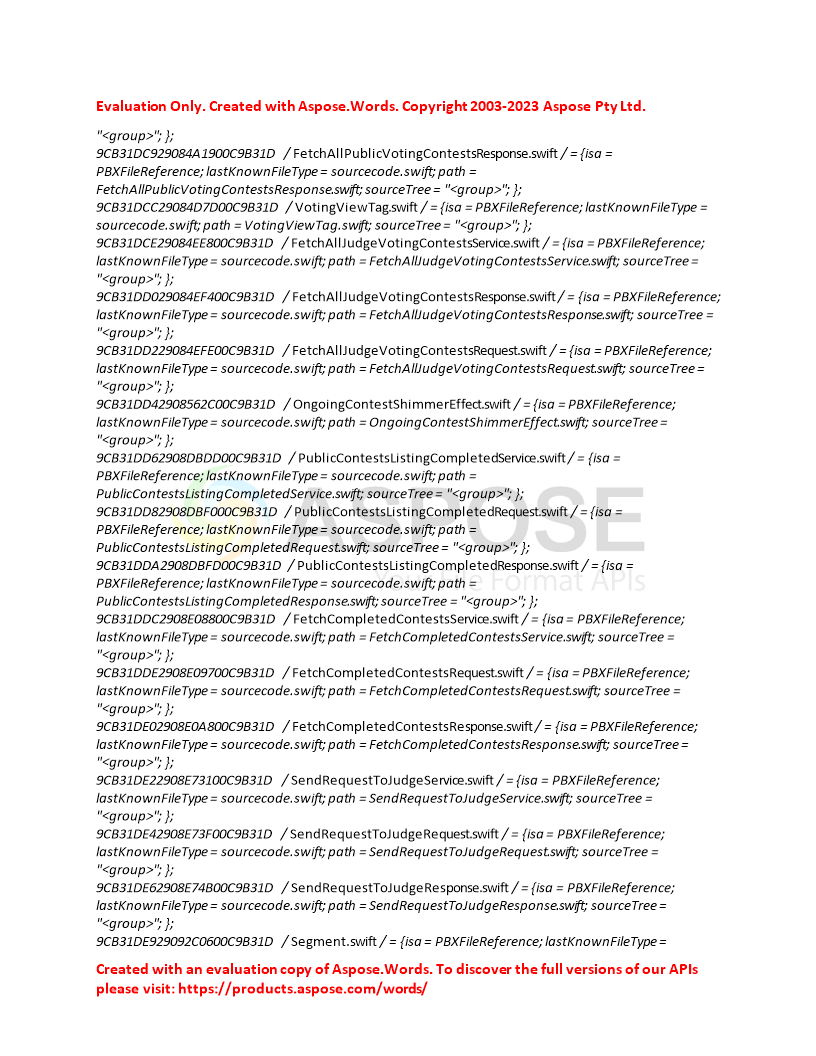 Evaluation Only. Created with Aspose.Words. Copyright 2003-2023 Aspose Pty Ltd.
"<group>"; };
9CB31DC929084A1900C9B31D / FetchAllPublicVotingContestsResponse.swift / = {isa =
PBXFileReference; lastKnownFileType = sourcecode.swift; path =
FetchAllPublicVotingContestsResponse.swift; sourceTree = "<group>"; };
9CB31DCC29084D7D00C9B31D / VotingViewTag.swift / = {isa = PBXFileReference; lastKnownFileType =
sourcecode.swift; path = VotingViewTag.swift; sourceTree = "<group>"; };
9CB31DCE29084EE800C9B31D / FetchAllJudgeVotingContestsService.swift / = {isa = PBXFileReference;
lastKnownFileType = sourcecode.swift; path = FetchAllJudgeVotingContestsService.swift; sourceTree =
"<group>"; };
9CB31DD029084EF400C9B31D / FetchAllJudgeVotingContestsResponse.swift / = {isa = PBXFileReference;
lastKnownFileType = sourcecode.swift; path = FetchAllJudgeVotingContestsResponse.swift; sourceTree =
"<group>"; };
9CB31DD229084EFE00C9B31D / FetchAllJudgeVotingContestsRequest.swift / = {isa = PBXFileReference;
lastKnownFileType = sourcecode.swift; path = FetchAllJudgeVotingContestsRequest.swift; sourceTree =
"<group>"; };
9CB31DD42908562C00C9B31D / OngoingContestShimmerEffect.swift / = {isa = PBXFileReference;
lastKnownFileType = sourcecode.swift; path = OngoingContestShimmerEffect.swift; sourceTree =
"<group>"; };
9CB31DD62908DBDD00C9B31D / PublicContestsListingCompletedService.swift / = {isa =
PBXFileReference; lastKnownFileType = sourcecode.swift; path =
PublicContestsListingCompletedService.swift; sourceTree = "<group>"; };
9CB31DD82908DBF000C9B31D / PublicContestsListingCompletedRequest.swift / = {isa =
PBXFileReference; lastKnownFileType = sourcecode.swift; path =
PublicContestsListingCompletedRequest.swift; sourceTree = "<group>"; };
9CB31DDA2908DBFD00C9B31D / PublicContestsListingCompletedResponse.swift / = {isa =
PBXFileReference; lastKnownFileType = sourcecode.swift; path =
PublicContestsListingCompletedResponse.swift; sourceTree = "<group>"; };
9CB31DDC2908E08800C9B31D / FetchCompletedContestsService.swift / = {isa = PBXFileReference;
lastKnownFileType = sourcecode.swift; path = FetchCompletedContestsService.swift; sourceTree =
"<group>"; };
9CB31DDE2908E09700C9B31D / FetchCompletedContestsRequest.swift / = {isa = PBXFileReference;
lastKnownFileType = sourcecode.swift; path = FetchCompletedContestsRequest.swift; sourceTree =
"<group>"; };
9CB31DE02908E0A800C9B31D / FetchCompletedContestsResponse.swift / = {isa = PBXFileReference;
lastKnownFileType = sourcecode.swift; path = FetchCompletedContestsResponse.swift; sourceTree =
"<group>"; };
9CB31DE22908E73100C9B31D / SendRequestToJudgeService.swift / = {isa = PBXFileReference;
lastKnownFileType = sourcecode.swift; path = SendRequestToJudgeService.swift; sourceTree =
"<group>"; };
9CB31DE42908E73F00C9B31D / SendRequestToJudgeRequest.swift / = {isa = PBXFileReference;
lastKnownFileType = sourcecode.swift; path = SendRequestToJudgeRequest.swift; sourceTree =
"<group>"; };
9CB31DE62908E74B00C9B31D / SendRequestToJudgeResponse.swift / = {isa = PBXFileReference;
lastKnownFileType = sourcecode.swift; path = SendRequestToJudgeResponse.swift; sourceTree =
"<group>"; };
9CB31DE929092C0600C9B31D / Segment.swift / = {isa = PBXFileReference; lastKnownFileType =
ASPOSE
Your File Format APIs
Created with an evaluation copy of Aspose.Words. To discover the full versions of our APIs
please visit: https://products.aspose.com/words/